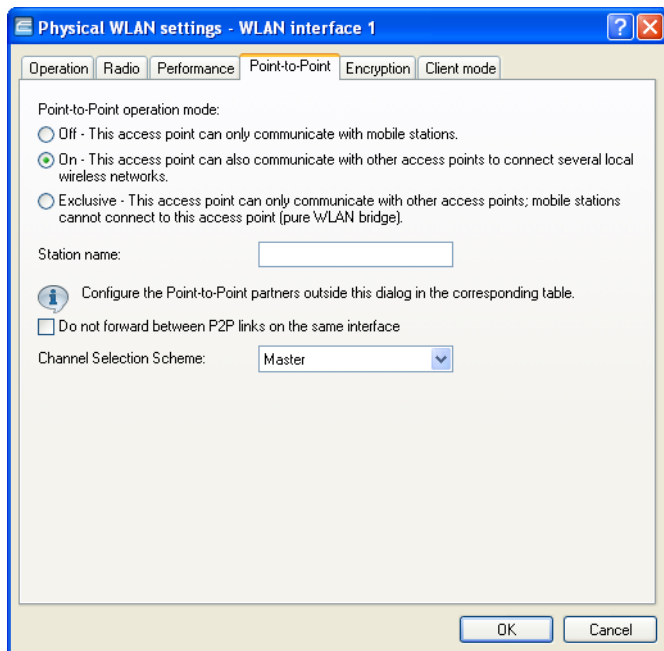 Physical WLAN settings - WLAN interface 1
Operation Radio Performance Point-to-Point Encryption Client mode
Point-to-Point operation mode:
Off - This access point can only communicate with mobile stations.
On - This access point can also communicate with other access points to connect several local
wireless networks.
Exclusive - This access point can only communicate with other access points; mobile stations
cannot connect to this access point (pure WLAN bridge).
Station name:
Configure the Point-to-Point partners outside this dialog in the corresponding table.
Do not forward between P2P links on the same interface
Channel Selection Scheme: Master
OK Cancel